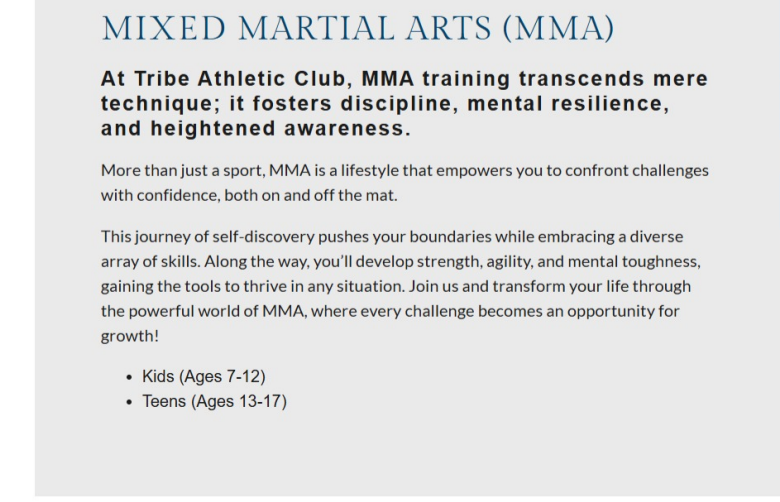 MIXED MARTIAL ARTS (MMA)
At Tribe Athletic Club, MMA training transcends mere
technique; it fosters discipline, mental resilience,
and heightened awareness.
More than just a sport, MMA is a lifestyle that empowers you to confront challenges
with confidence, both on and off the mat.
This journey of self-discovery pushes your boundaries while embracing a diverse
array of skills. Along the way, you'll develop strength, agility, and mental toughness,
gaining the tools to thrive in any situation. Join us and transform your life through
the powerful world of MMA, where every challenge becomes an opportunity for
growth!
• Kids (Ages 7-12)
• Teens (Ages 13-17)